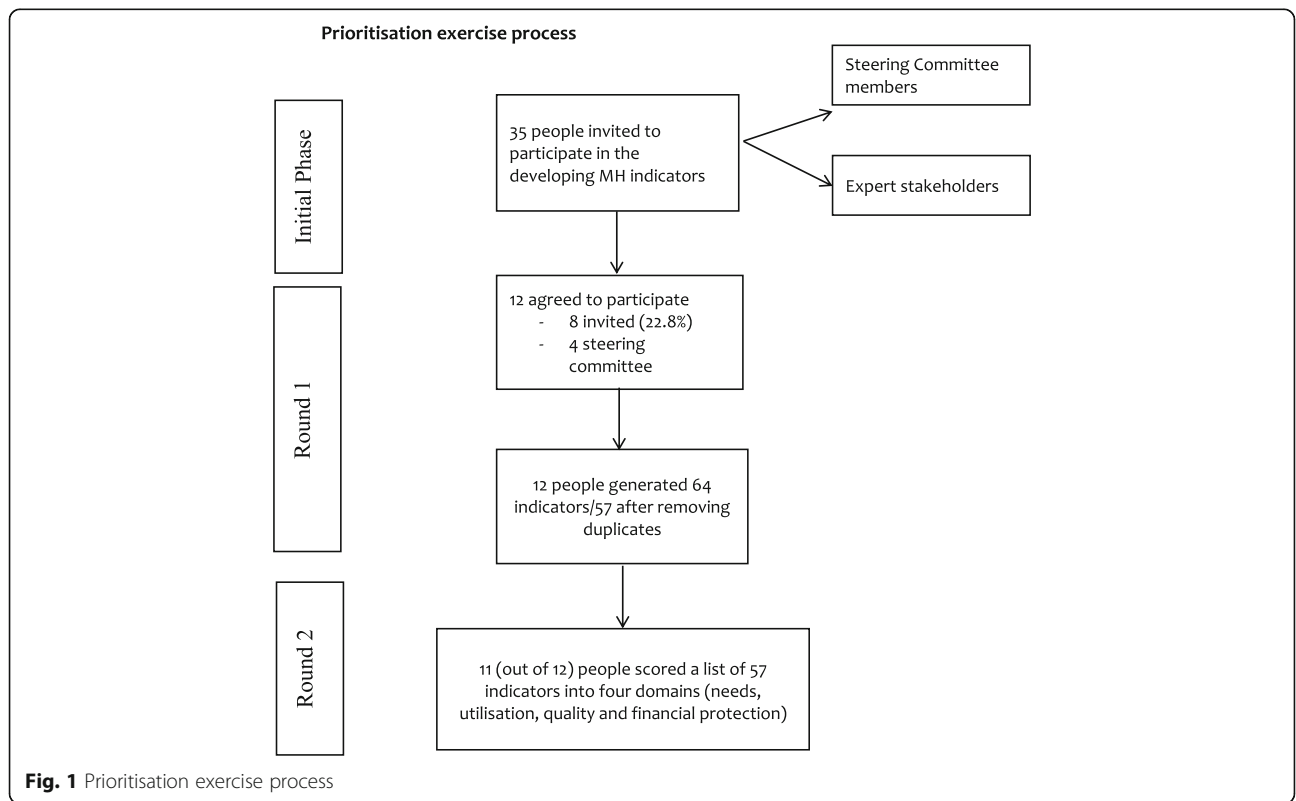 Prioritisation exercise process
Steering Committee
members
Initial Phase
35 people invited to
participate in the
developing MH indicators
Expert stakeholders
Round 1
12 agreed to participate
- 8 invited (22.8%)
- 4 steering
committee
12 people generated 64
indicators/57 after removing
duplicates
Round 2
11 (out of 12) people scored a list of 57
indicators into four domains (needs,
utilisation, quality and financial protection)
Fig. 1 Prioritisation exercise process